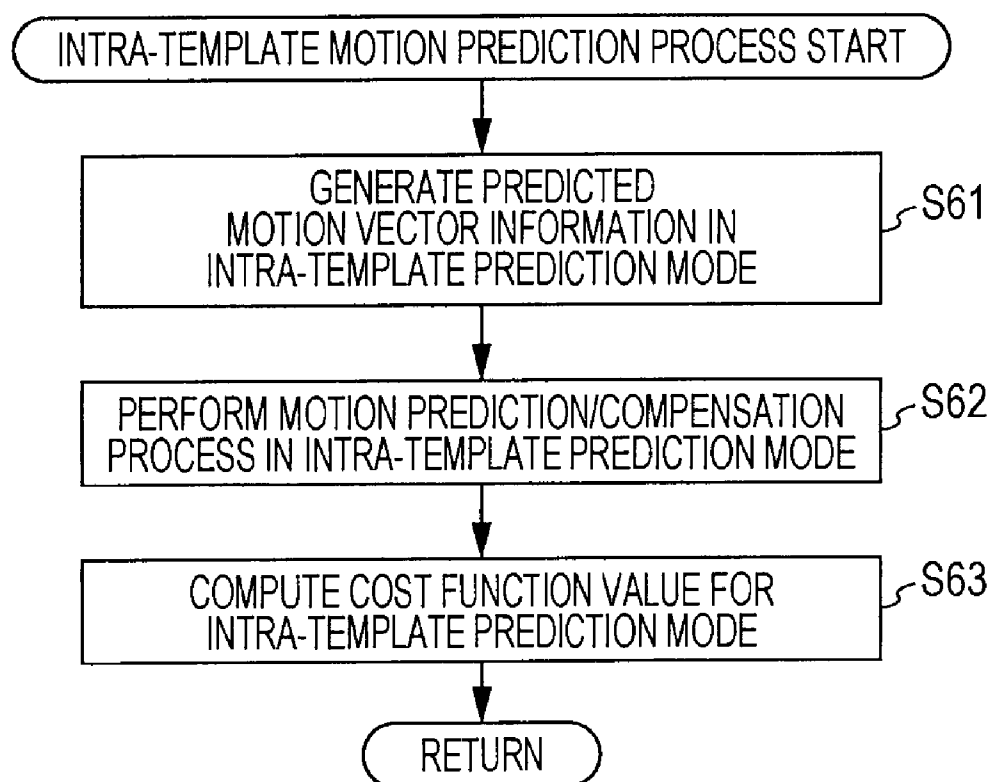 INTRA-TEMPLATE MOTION PREDICTION PROCESS START
GENERATE PREDICTED
MOTION VECTOR INFORMATION IN
INTRA-TEMPLATE PREDICTION MODE
S61
PERFORM MOTION PREDICTION/COMPENSATION
PROCESS IN INTRA-TEMPLATE PREDICTION MODE
S62
COMPUTE COST FUNCTION VALUE FOR
INTRA-TEMPLATE PREDICTION MODE
S63
RETURN